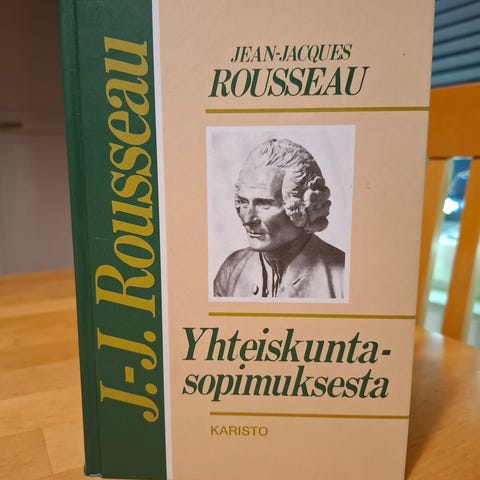 J.-J. Rousseau
JEAN-JACQUES
ROUSSEAU
Yhteiskunta-
sopimuksesta
KARISTO